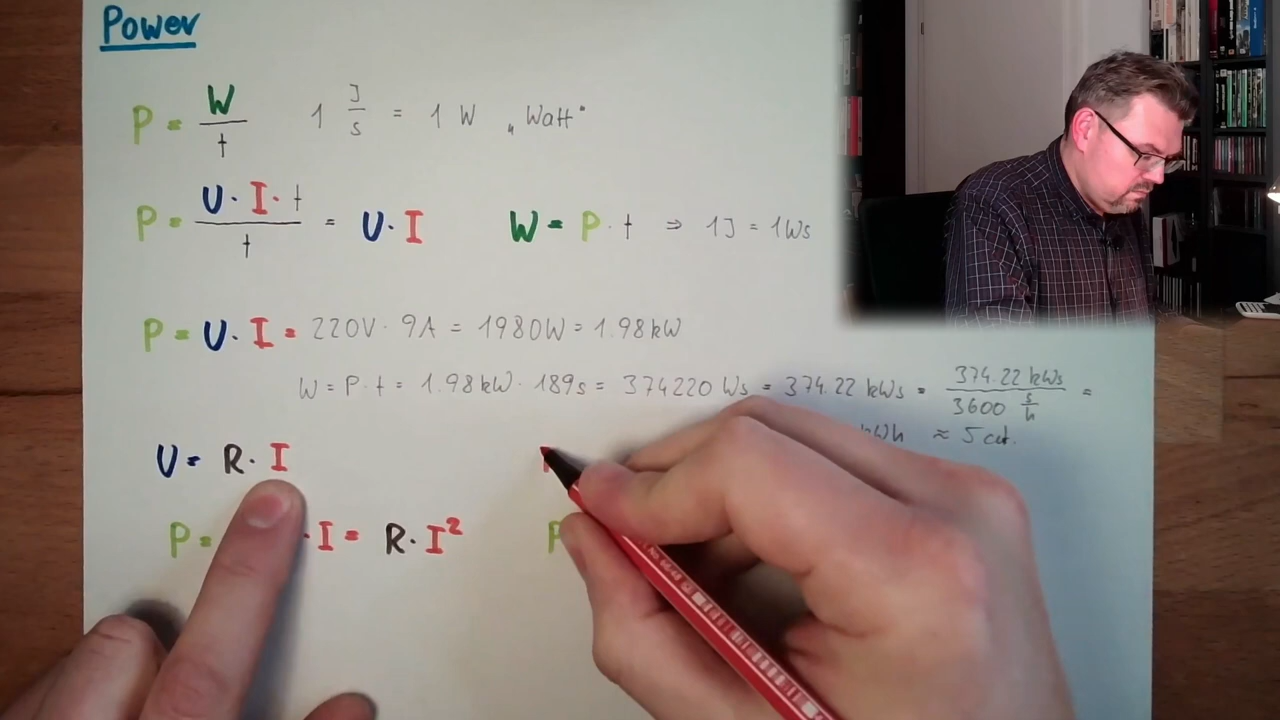 Power
P = W/t 1 J/s = 1 W „Watt"
P = U · I · t / t = U · I W = P · t ⇒ 1J = 1Ws
P = U · I = 220V · 9A = 1980W = 1.98kW
W = P · t = 1.98kW · 189s = 374220 Ws = 374.22 kWs = 374.22 kWs / 3600 s/h =
kWh ≈ 5 ct.
U = R · I
P = · I = R · I² P